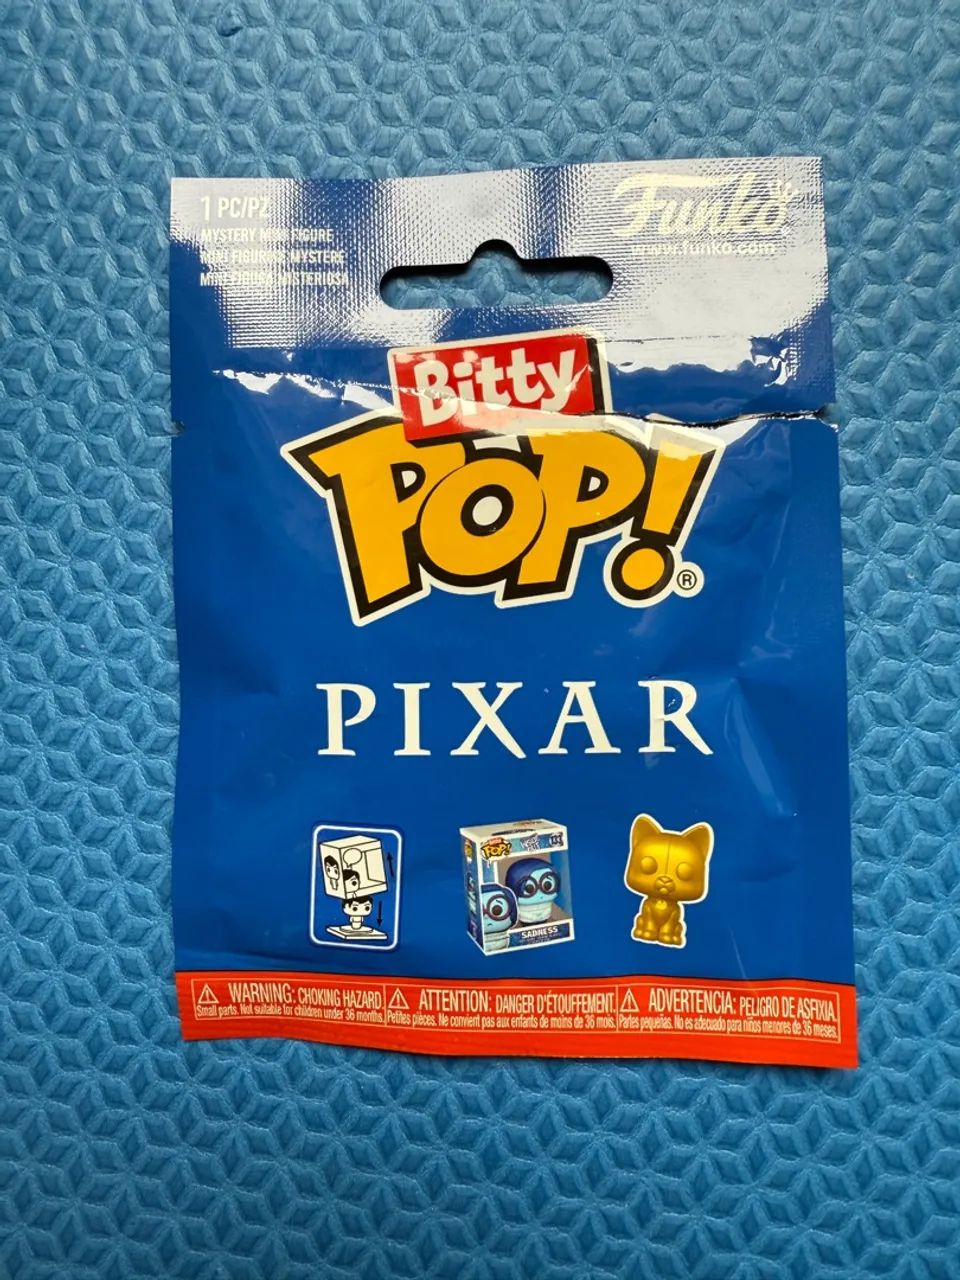 1 PC/PZ
MYSTERY MINI FIGURE
MINI FIGURINE MYSTÈRE
MINI FIGURA MISTERIOSA
Funko
www.funko.com
Bitty
POP!®
PIXAR
POP!
SADNESS
⚠ WARNING: CHOKING HAZARD.
Small parts. Not suitable for children under 36 months.
⚠ ATTENTION: DANGER D'ÉTOUFFEMENT.
Petites pièces. Ne convient pas aux enfants de moins de 36 mois.
⚠ ADVERTENCIA: PELIGRO DE ASFIXIA.
Partes pequeñas. No es adecuado para niños menores de 36 meses.